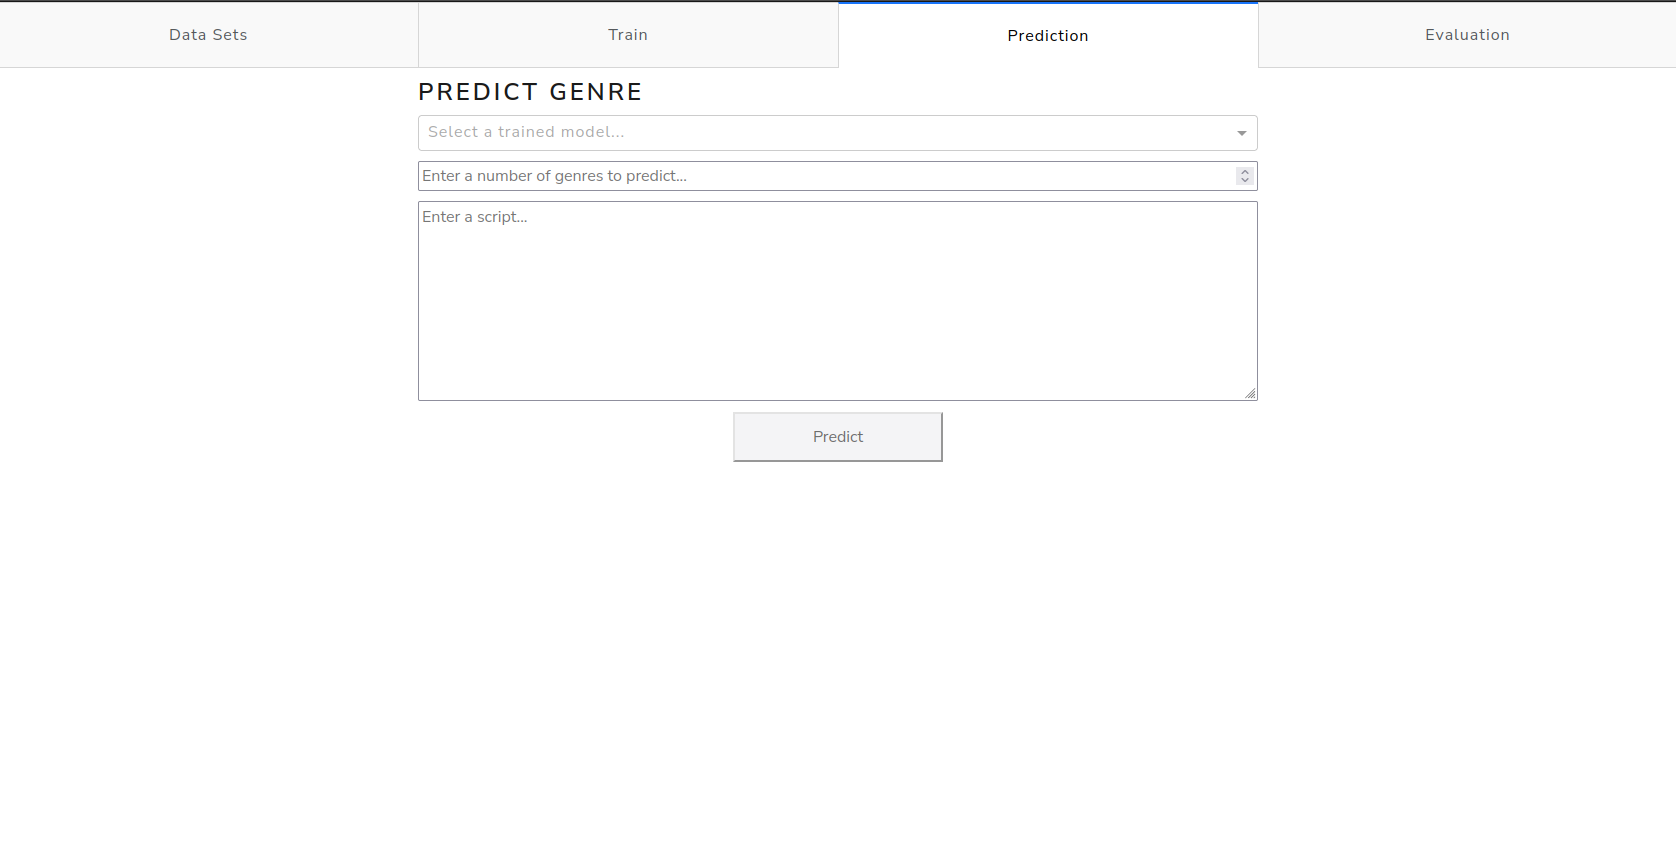 Data Sets
Train
Prediction
Evaluation
PREDICT GENRE
Select a trained model...
Enter a number of genres to predict...
Enter a script...
Predict